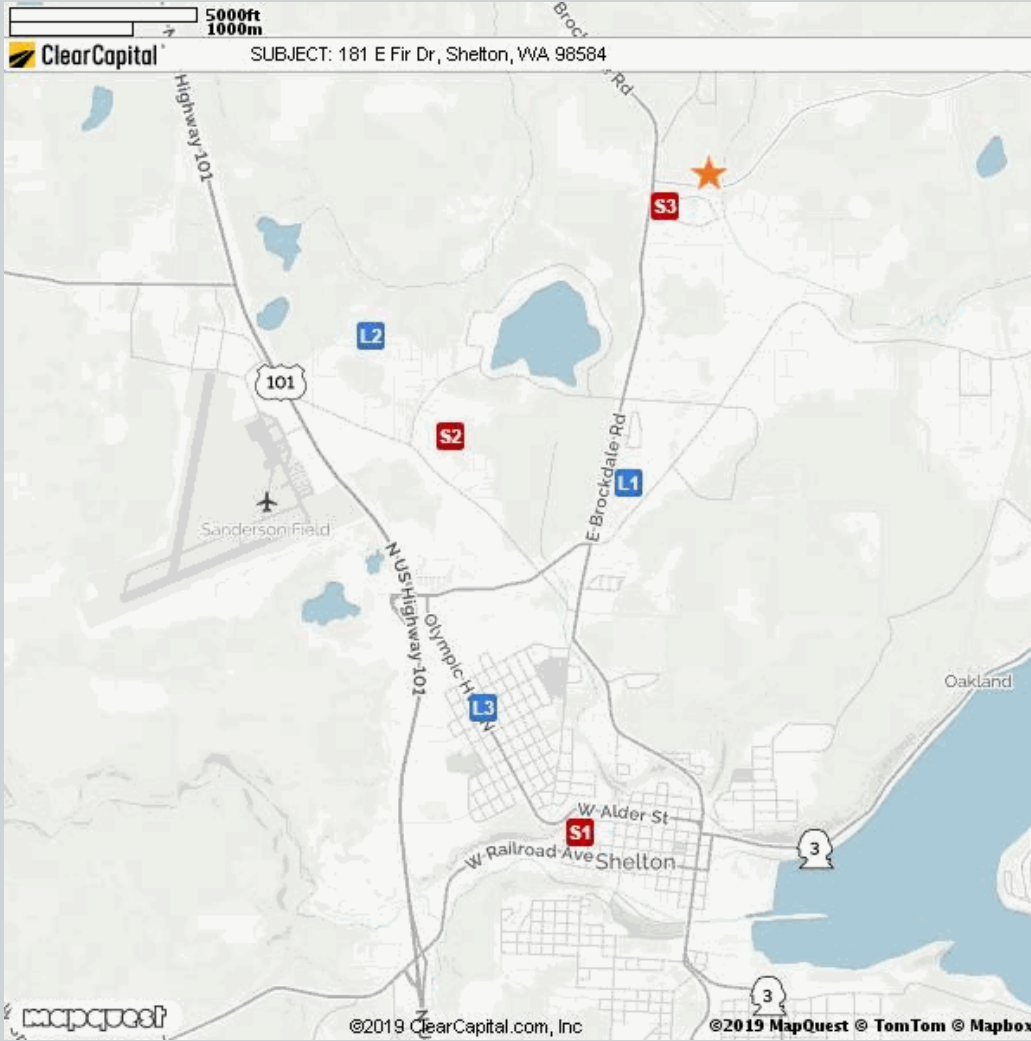 5000ft
1000m
ClearCapital
SUBJECT: 181 E Fir Dr, Shelton, WA 98584
Highway 101
Rd
S3
L2
101
S2
E Brockdale Rd
L1
Sanderson Field
N US Highway 101
Olympic
L3
Oakland
W Alder St
S1
W Railroad Ave
Shelton
3
3
mapquest
©2019 ClearCapital.com, Inc
©2019 MapQuest © TomTom © Mapbox